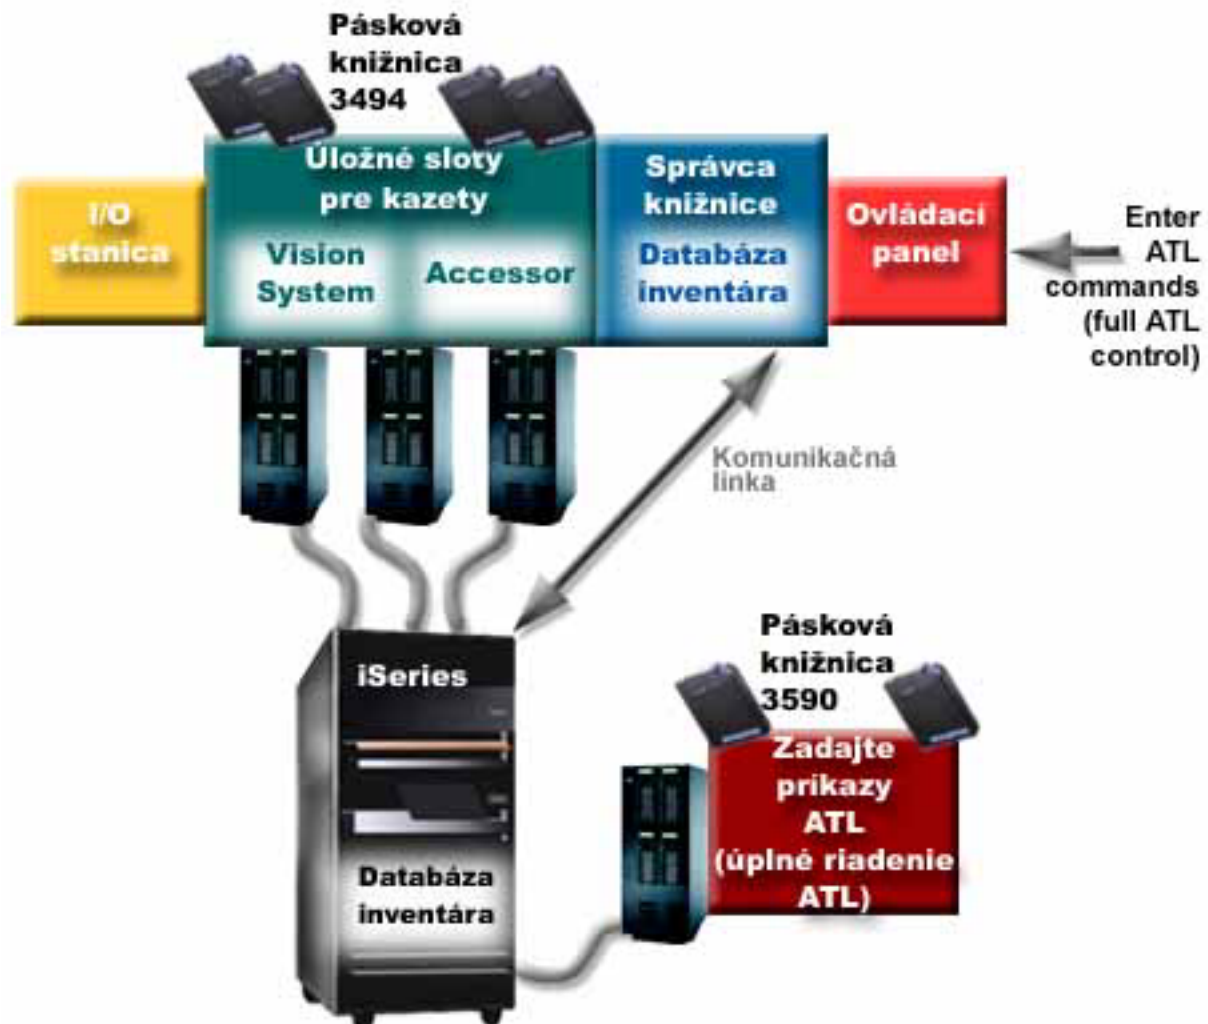 Pásková
knižnica
3494
Úložné sloty
pre kazety
Vision
System
Accessor
I/O
stanica
Správca
knižnice
Databáza
inventára
Ovládací
panel
Enter
ATL
commands
(full ATL
control)
Komunikačná
linka
iSeries
Databáza
inventára
Pásková
knižnica
3590
Zadajte
príkazy
ATL
(úplné riadenie
ATL)